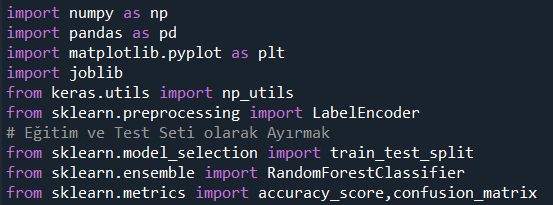 import numpy as np
import pandas as pd
import matplotlib.pyplot as plt
import joblib
from keras.utils import np_utils
from sklearn.preprocessing import LabelEncoder
# Eğitim ve Test Seti olarak Ayırmak
from sklearn.model_selection import train_test_split
from sklearn.ensemble import RandomForestClassifier
from sklearn.metrics import accuracy_score,confusion_matrix